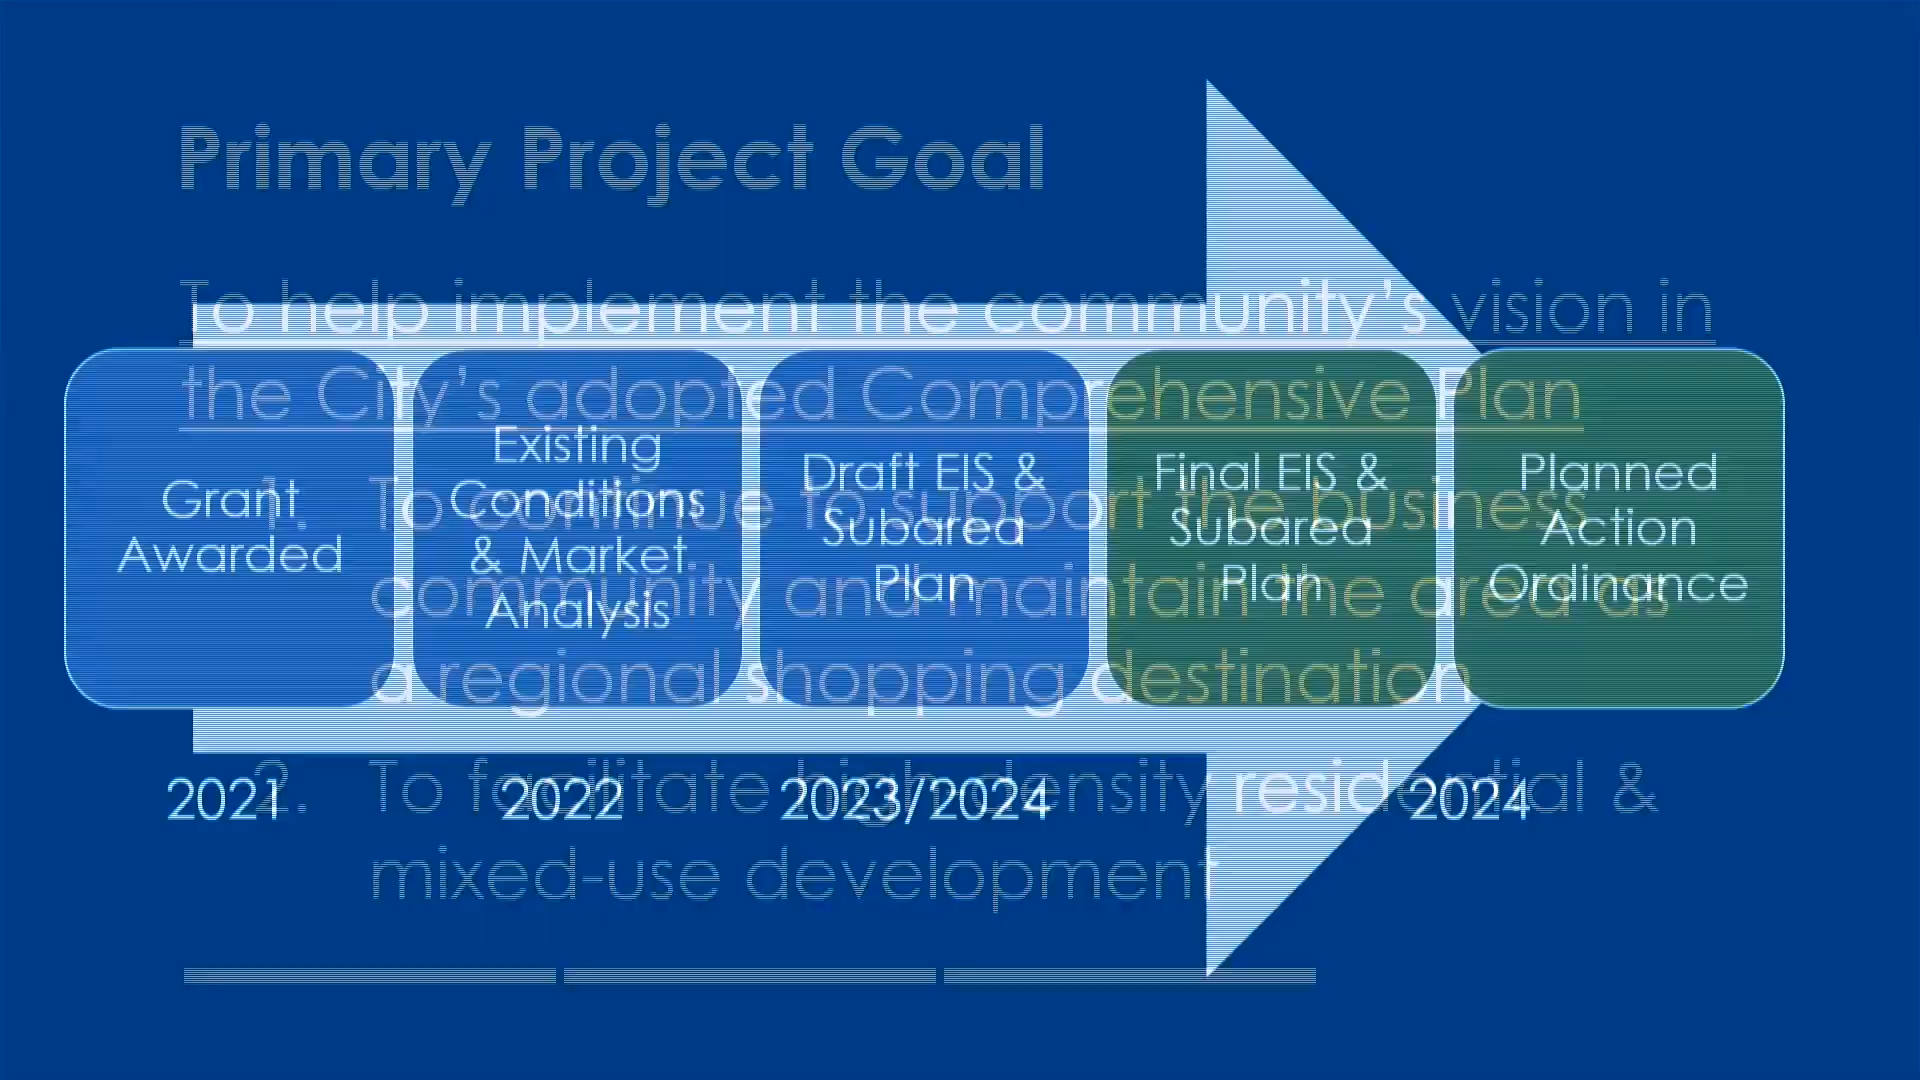 Primary Project Goal
To help implement the community’s vision in
the City’s adopted Comprehensive Plan
1. To continue to support the business
community and maintain the area as
a regional shopping destination
2. To facilitate high-density residential &
mixed-use development
Grant
Awarded
Existing
Conditions
& Market
Analysis
Draft EIS &
Subarea
Plan
Final EIS &
Subarea
Plan
Planned
Action
Ordinance
2021
2022
2023/2024
2024